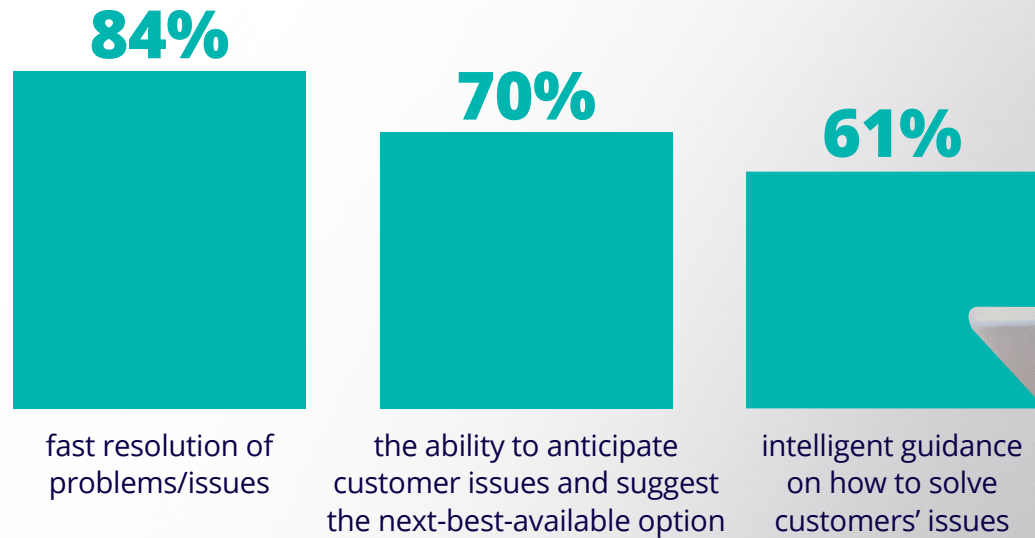 84%
fast resolution of
problems/issues
70%
the ability to anticipate
customer issues and suggest
the next-best-available option
61%
intelligent guidance
on how to solve
customers’ issues